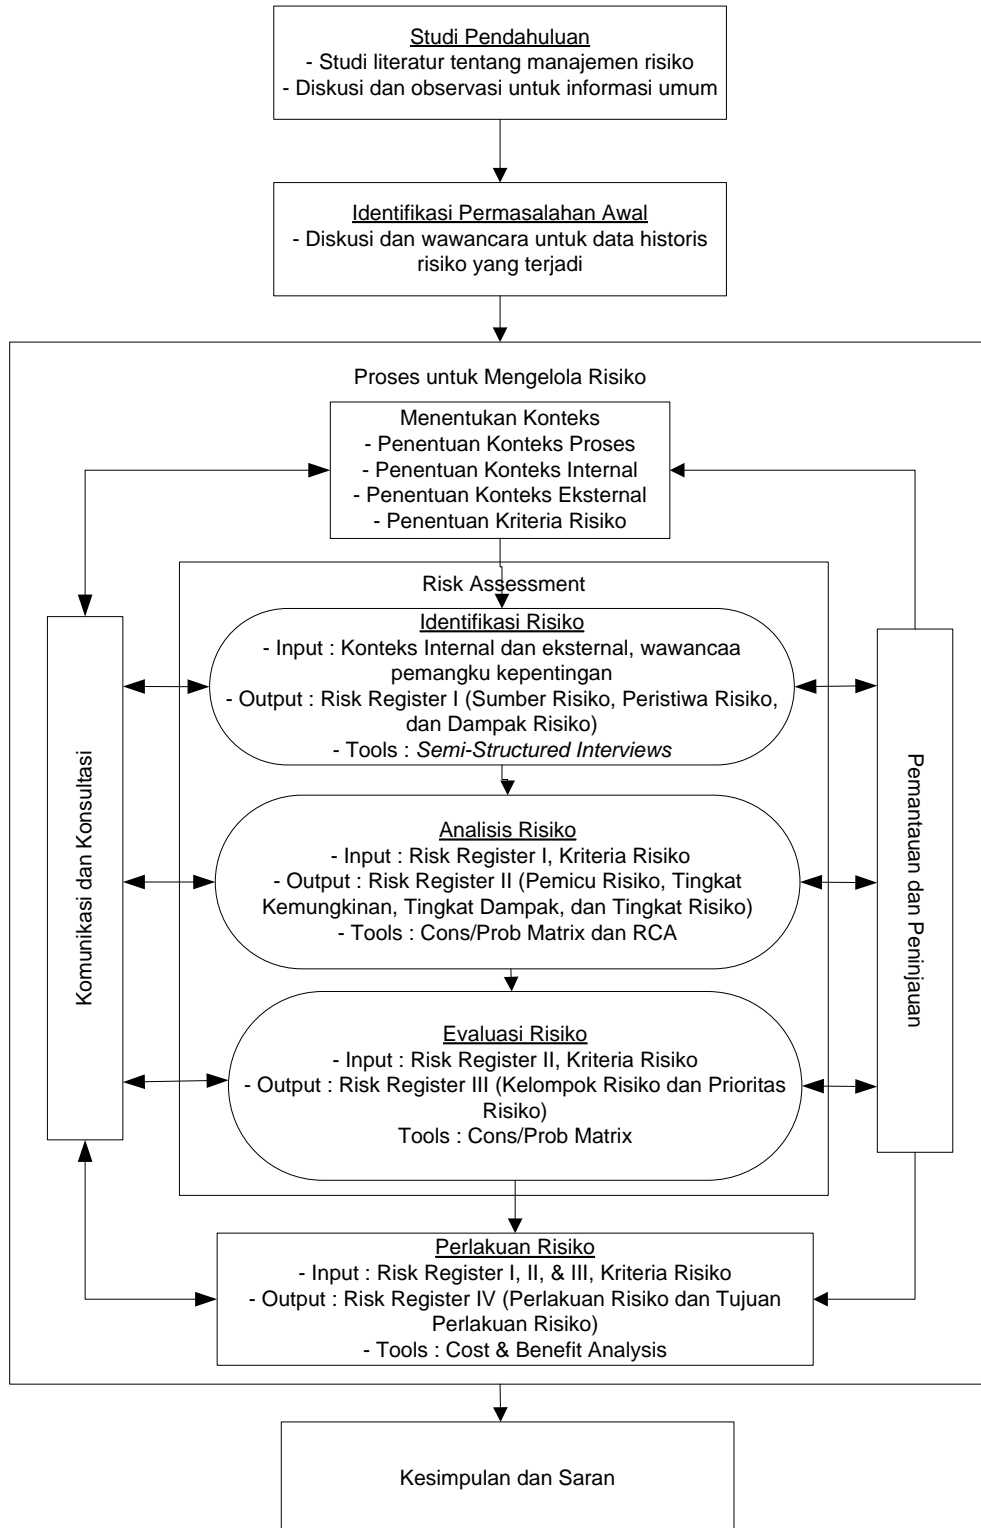 Studi Pendahuluan
- Studi literatur tentang manajemen risiko
- Diskusi dan observasi untuk informasi umum
Identifikasi Permasalahan Awal
- Diskusi dan wawancara untuk data historis
risiko yang terjadi
Proses untuk Mengelola Risiko
Menentukan Konteks
- Penentuan Konteks Proses
- Penentuan Konteks Internal
- Penentuan Konteks Eksternal
- Penentuan Kriteria Risiko
Risk Assessment
Identifikasi Risiko
- Input : Konteks Internal dan eksternal, wawancaa
pemangku kepentingan
- Output : Risk Register I (Sumber Risiko, Peristiwa Risiko,
dan Dampak Risiko)
- Tools : Semi-Structured Interviews
Analisis Risiko
- Input : Risk Register I, Kriteria Risiko
- Output : Risk Register II (Pemicu Risiko, Tingkat
Kemungkinan, Tingkat Dampak, dan Tingkat Risiko)
- Tools : Cons/Prob Matrix dan RCA
Evaluasi Risiko
- Input : Risk Register II, Kriteria Risiko
- Output : Risk Register III (Kelompok Risiko dan Prioritas
Risiko)
Tools : Cons/Prob Matrix
Komunikasi dan Konsultasi
Pemantauan dan Peninjauan
Perlakuan Risiko
- Input : Risk Register I, II, & III, Kriteria Risiko
- Output : Risk Register IV (Perlakuan Risiko dan Tujuan
Perlakuan Risiko)
- Tools : Cost & Benefit Analysis
Kesimpulan dan Saran